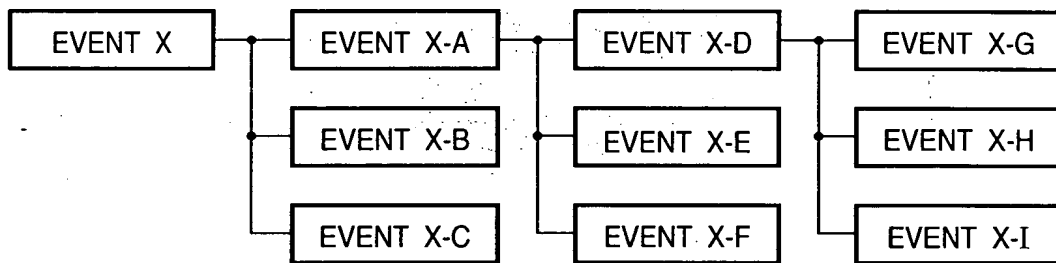 EVENT X EVENT X-A EVENT X-D EVENT X-G
EVENT X-B EVENT X-E EVENT X-H
EVENT X-C EVENT X-F EVENT X-I